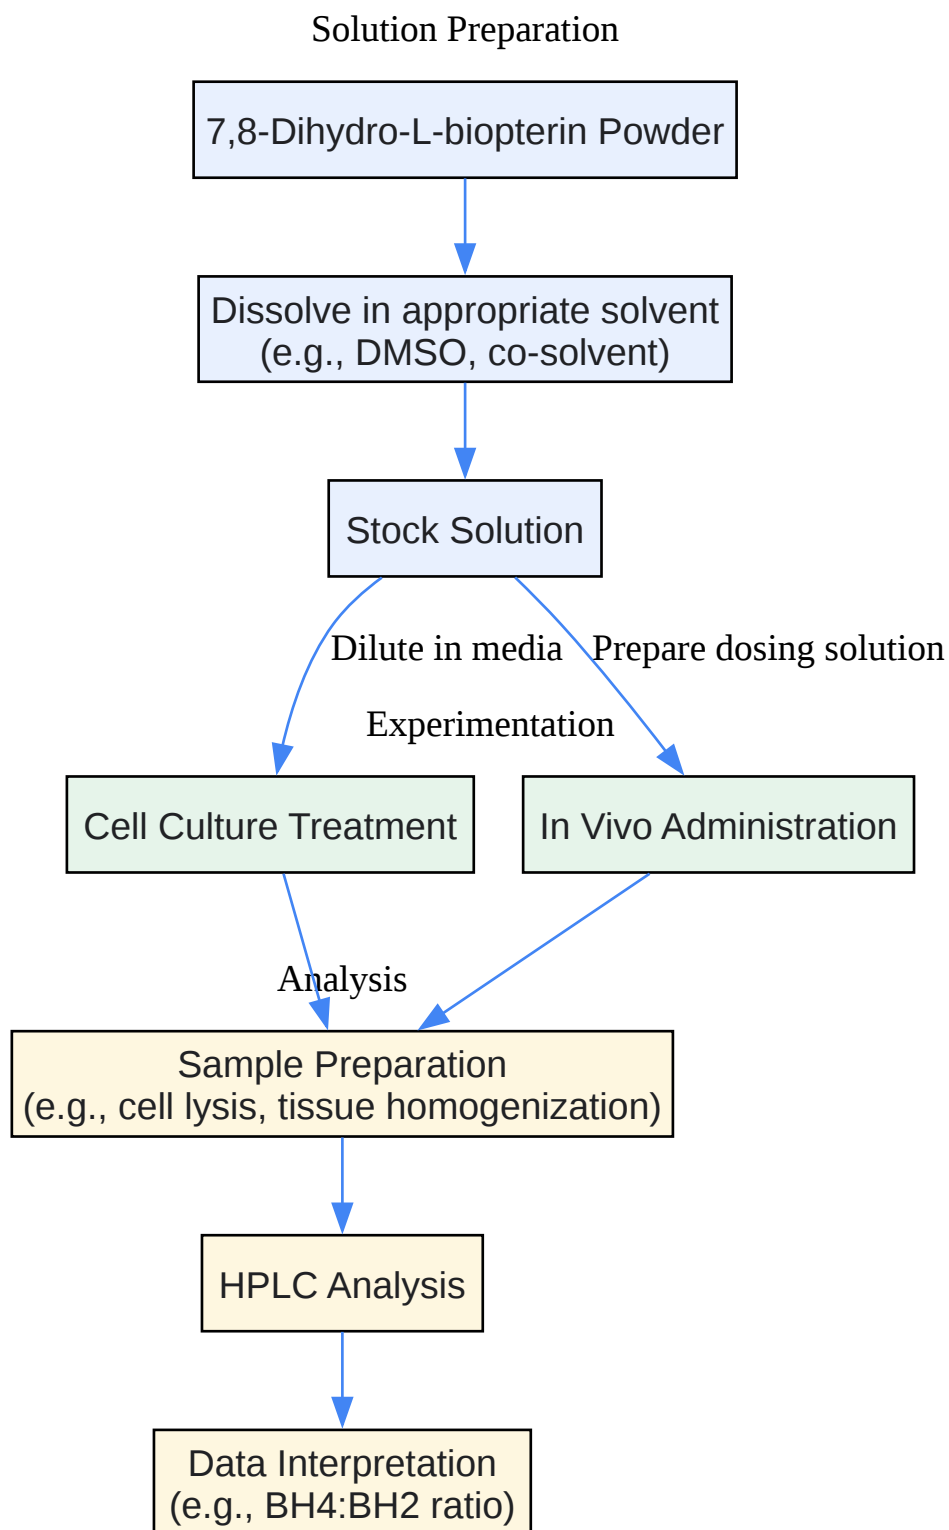 Solution Preparation
7,8-Dihydro-L-biopterin Powder
Dissolve in appropriate solvent
(e.g., DMSO, co-solvent)
Stock Solution
Dilute in media
Prepare dosing solution
Experimentation
Cell Culture Treatment
In Vivo Administration
Analysis
Sample Preparation
(e.g., cell lysis, tissue homogenization)
HPLC Analysis
Data Interpretation
(e.g., BH4:BH2 ratio)